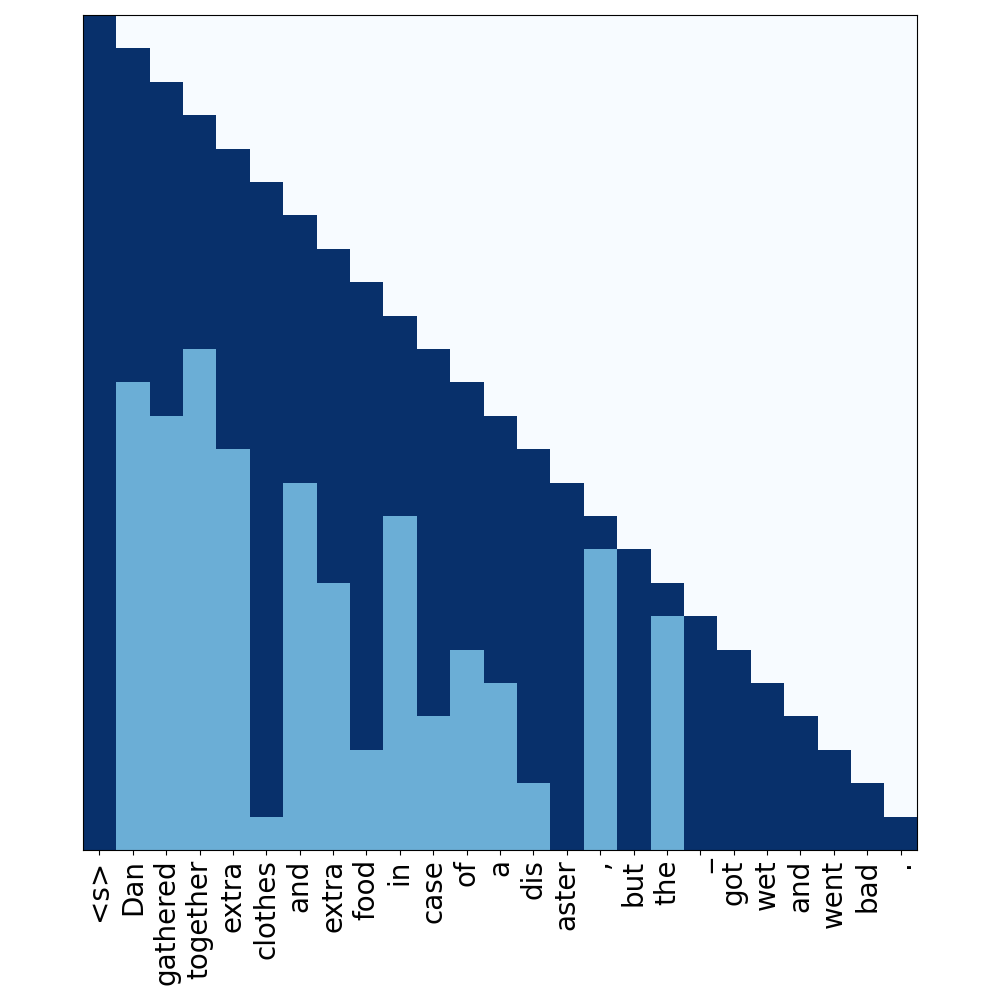 <s>
Dan
gathered
together
extra
clothes
and
extra
food
in
case
of
a
dis
aster
,
but
the
_
got
wet
and
went
bad
.